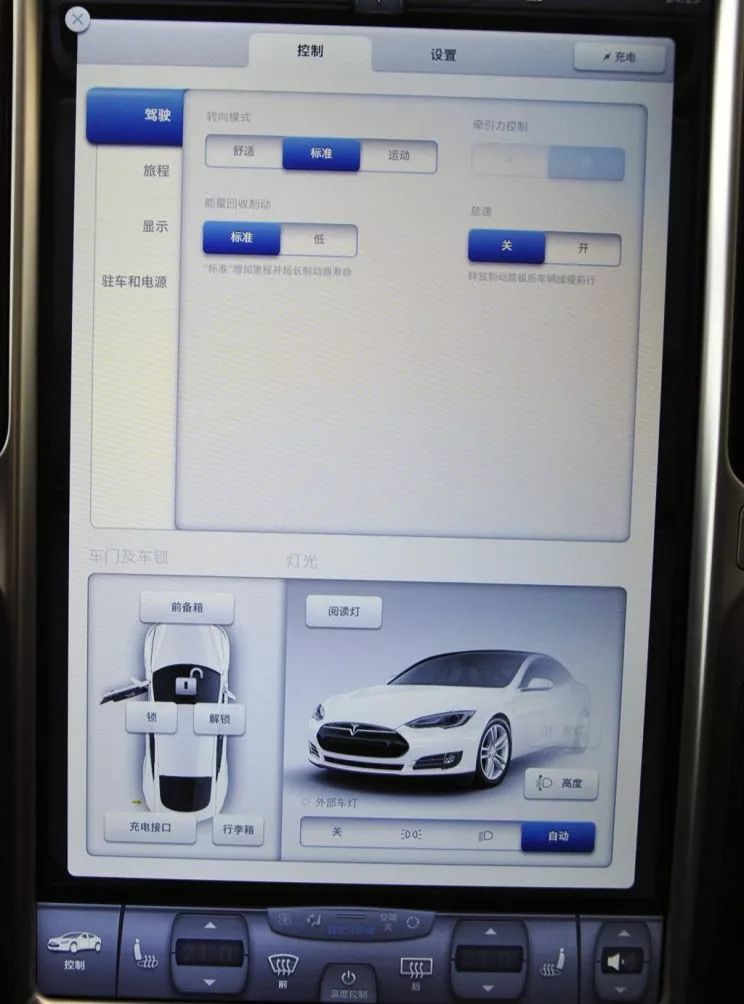 控制
设置
充电
驾驶
旅程
显示
驻车和电源
转向模式
舒适
标准
运动
牵引力控制
关
能量回收制动
标准
低
"标准"增加里程并延长制动器寿命
怠速
关
开
释放制动踏板后车辆缓慢前行
车门及车锁
灯光
前备箱
锁
解锁
充电接口
行李箱
阅读灯
高度
外部车灯
关
自动
控制
前
空调
关
温度控制
后